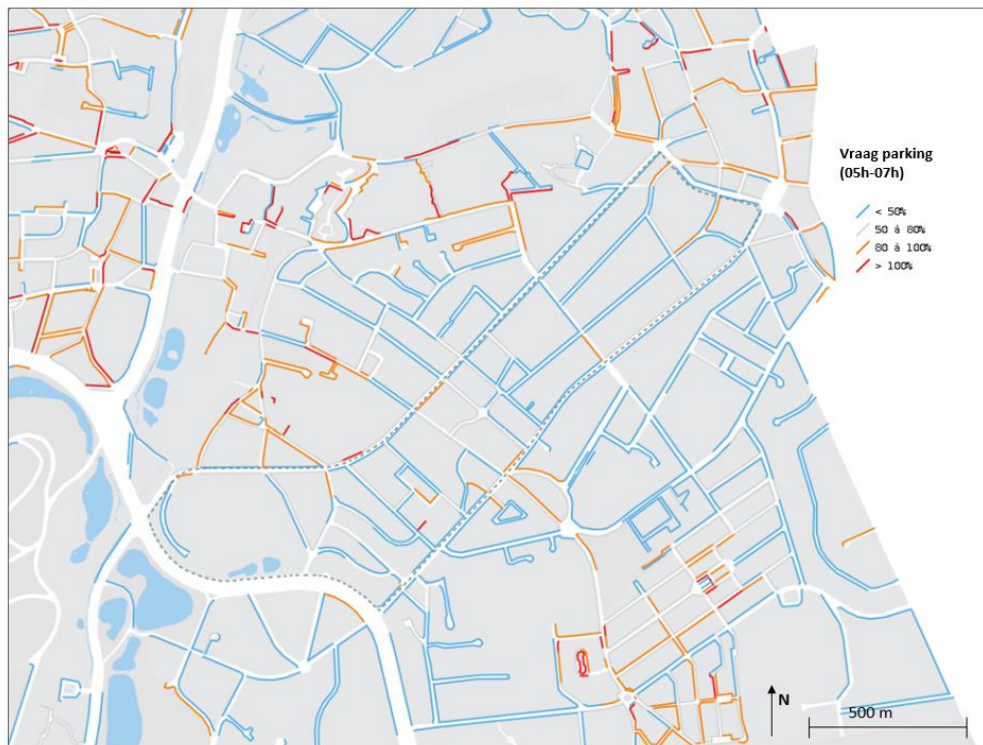 Vraag parking
(05h-07h)
< 50%
50 à 80%
80 à 100%
> 100%
N
500 m